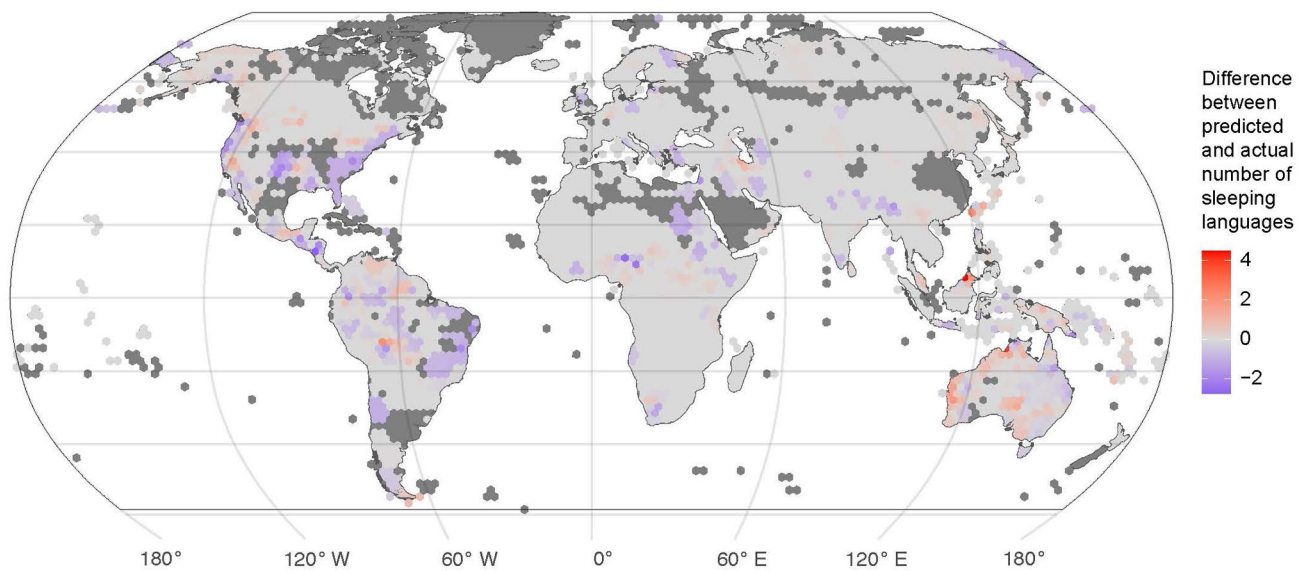 Difference
between
predicted
and actual
number of
sleeping
languages
4
2
0
−2
180° 120° W 60° W 0° 60° E 120° E 180°